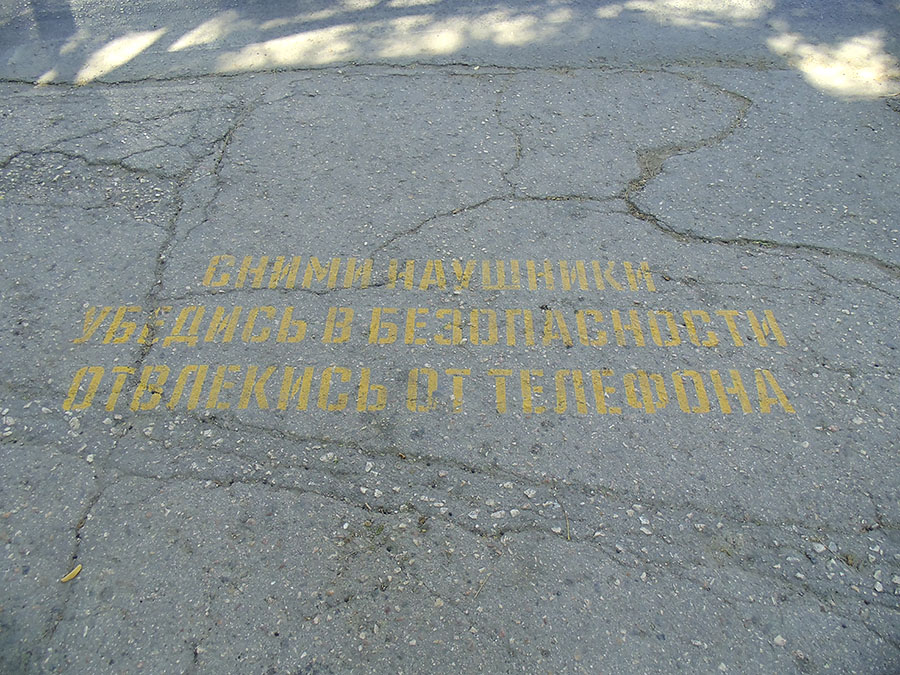 СНИМИ НАУШНИКИ
УБЕДИСЬ В БЕЗОПАСНОСТИ
ОТВЛЕКИСЬ ОТ ТЕЛЕФОНА